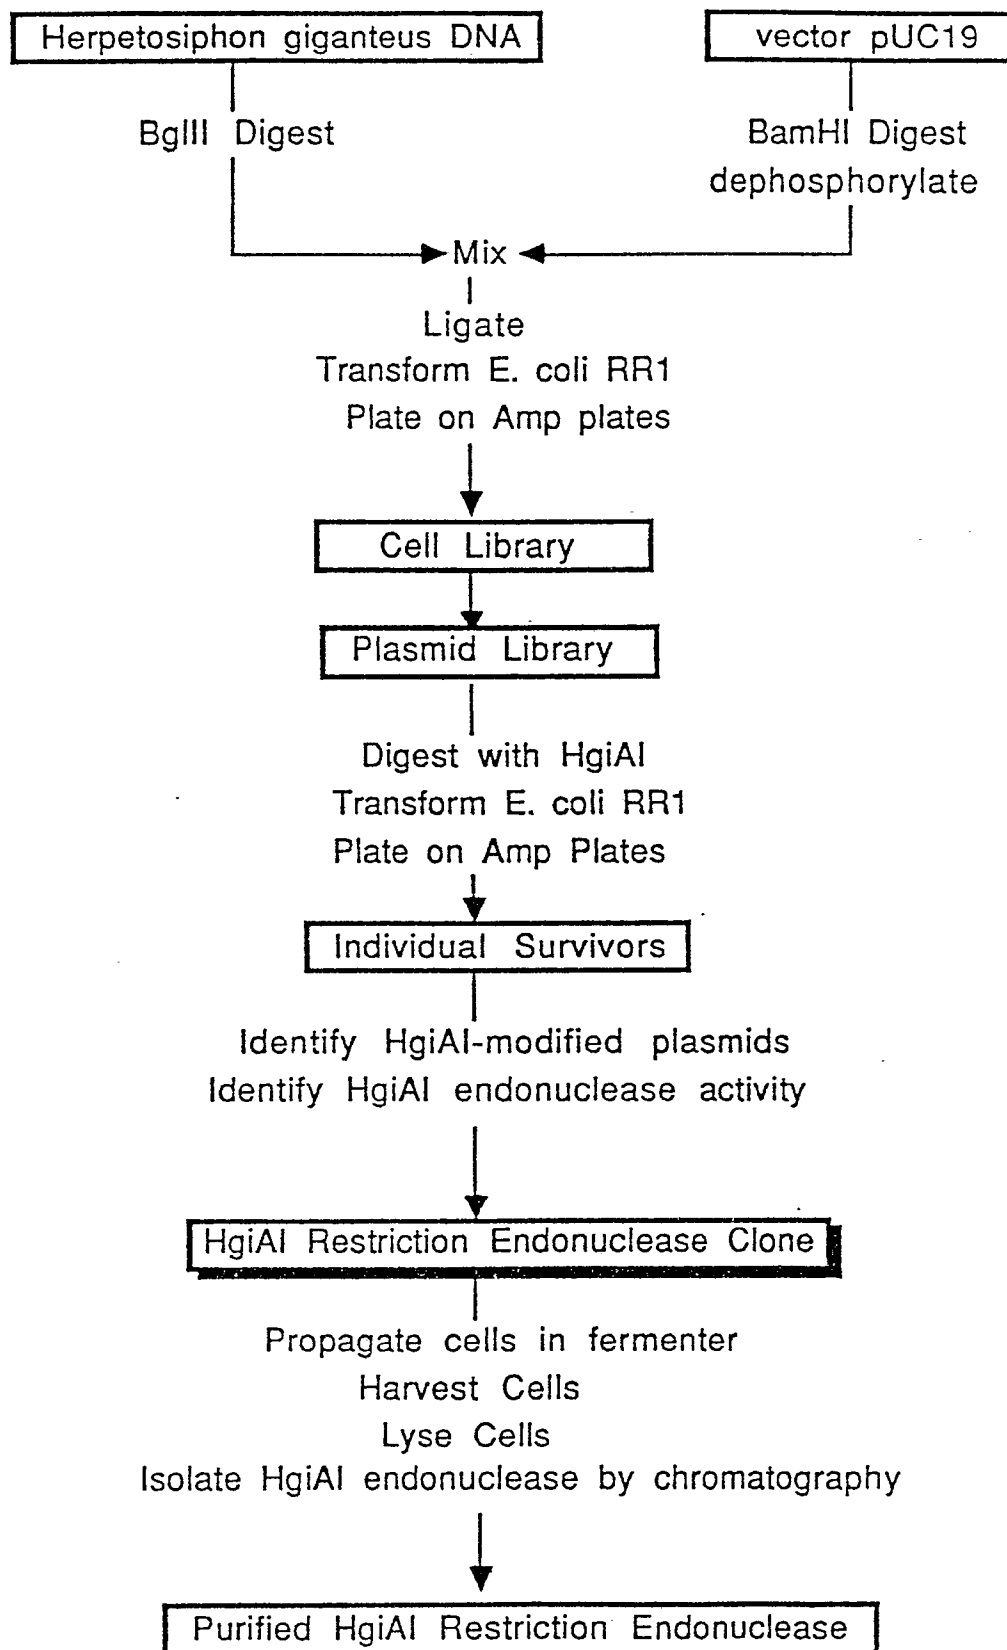 Herpetosiphon giganteus DNA
vector pUC19
BglII Digest
BamHI Digest
dephosphorylate
Mix
Ligate
Transform E. coli RR1
Plate on Amp plates
Cell Library
Plasmid Library
Digest with HgiAI
Transform E. coli RR1
Plate on Amp Plates
Individual Survivors
Identify HgiAI-modified plasmids
Identify HgiAI endonuclease activity
HgiAI Restriction Endonuclease Clone
Propagate cells in fermenter
Harvest Cells
Lyse Cells
Isolate HgiAI endonuclease by chromatography
Purified HgiAI Restriction Endonuclease